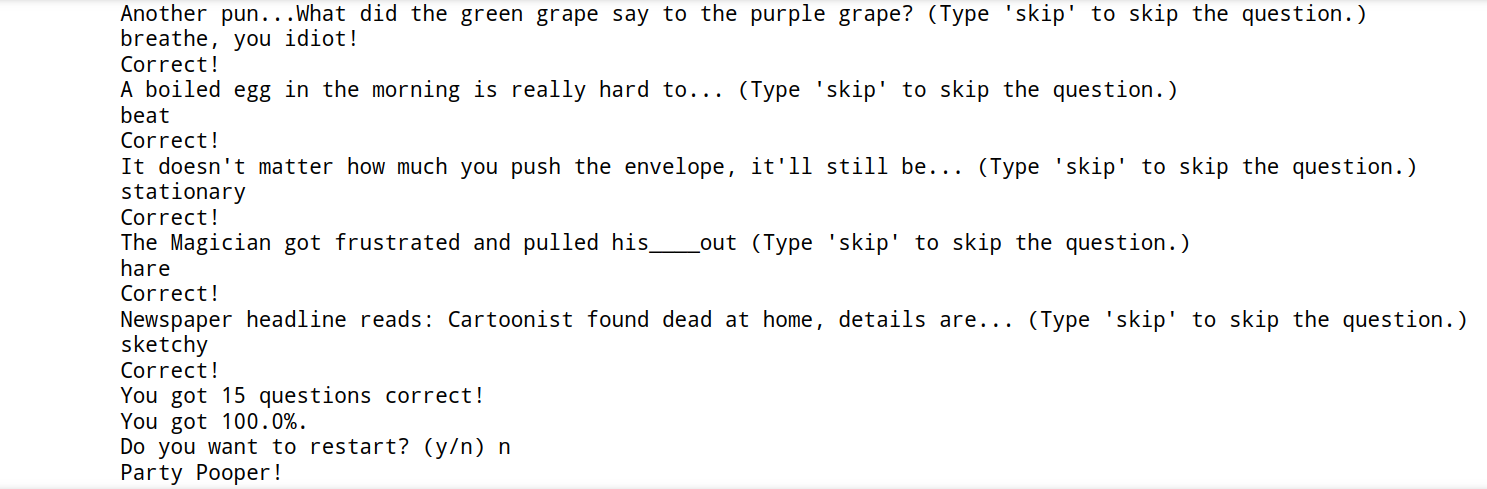 Another pun...What did the green grape say to the purple grape? (Type 'skip' to skip the question.)
breathe, you idiot!
Correct!
A boiled egg in the morning is really hard to... (Type 'skip' to skip the question.)
beat
Correct!
It doesn't matter how much you push the envelope, it'll still be... (Type 'skip' to skip the question.)
stationary
Correct!
The Magician got frustrated and pulled his____out (Type 'skip' to skip the question.)
hare
Correct!
Newspaper headline reads: Cartoonist found dead at home, details are... (Type 'skip' to skip the question.)
sketchy
Correct!
You got 15 questions correct!
You got 100.0%.
Do you want to restart? (y/n) n
Party Pooper!